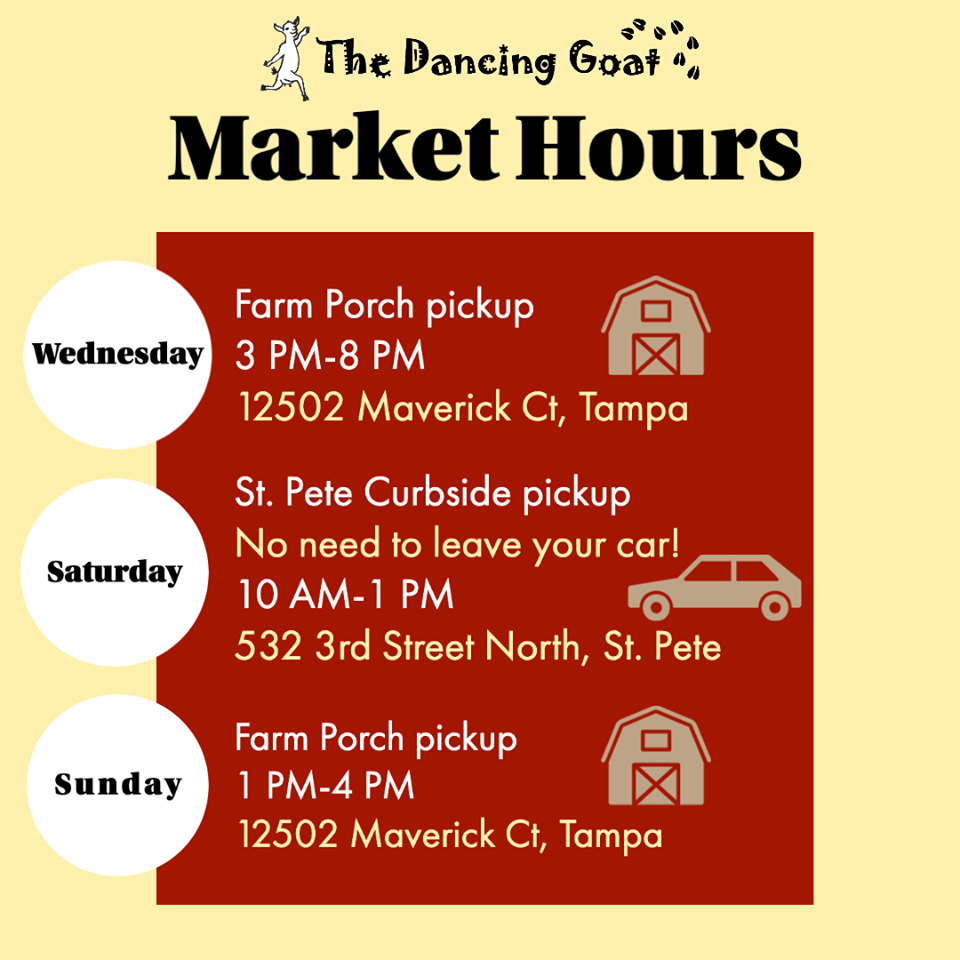 The Dancing Goat
Market Hours
Wednesday
Farm Porch pickup
3 PM-8 PM
12502 Maverick Ct, Tampa
Saturday
St. Pete Curbside pickup
No need to leave your car!
10 AM-1 PM
532 3rd Street North, St. Pete
Sunday
Farm Porch pickup
1 PM-4 PM
12502 Maverick Ct, Tampa